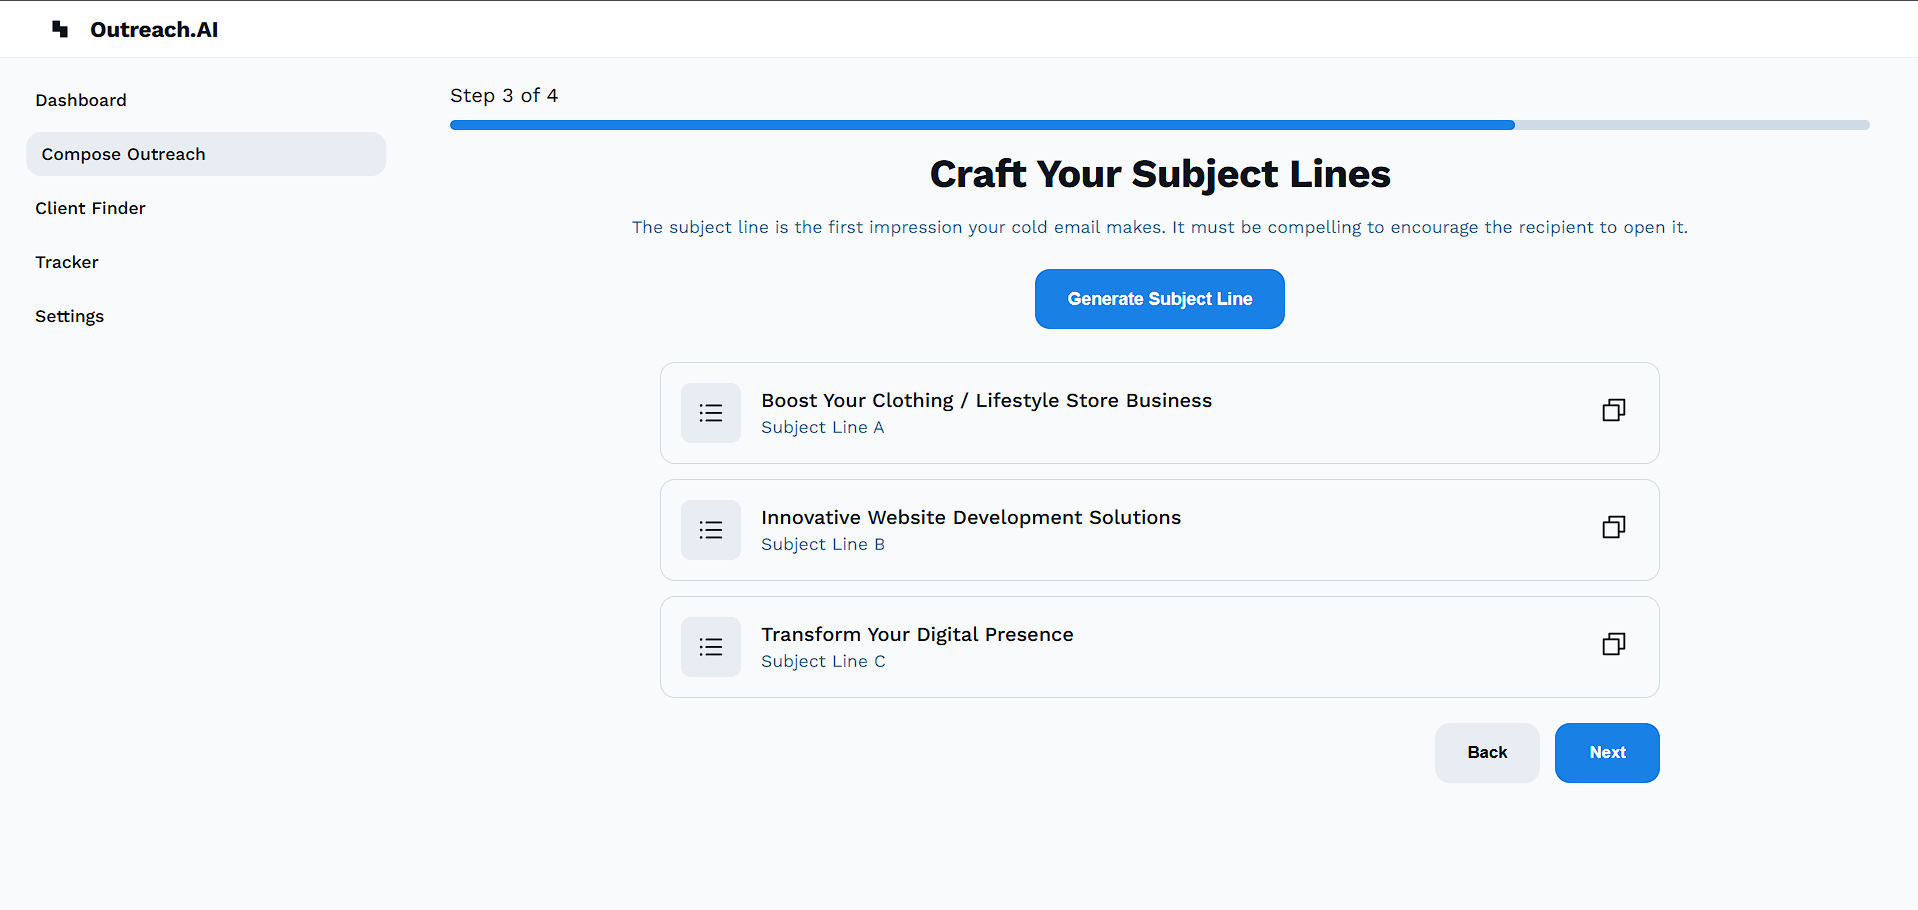 Outreach.AI
Dashboard
Compose Outreach
Client Finder
Tracker
Settings
Step 3 of 4
Craft Your Subject Lines
The subject line is the first impression your cold email makes. It must be compelling to encourage the recipient to open it.
Generate Subject Line
Boost Your Clothing / Lifestyle Store Business
Subject Line A
Innovative Website Development Solutions
Subject Line B
Transform Your Digital Presence
Subject Line C
Back
Next